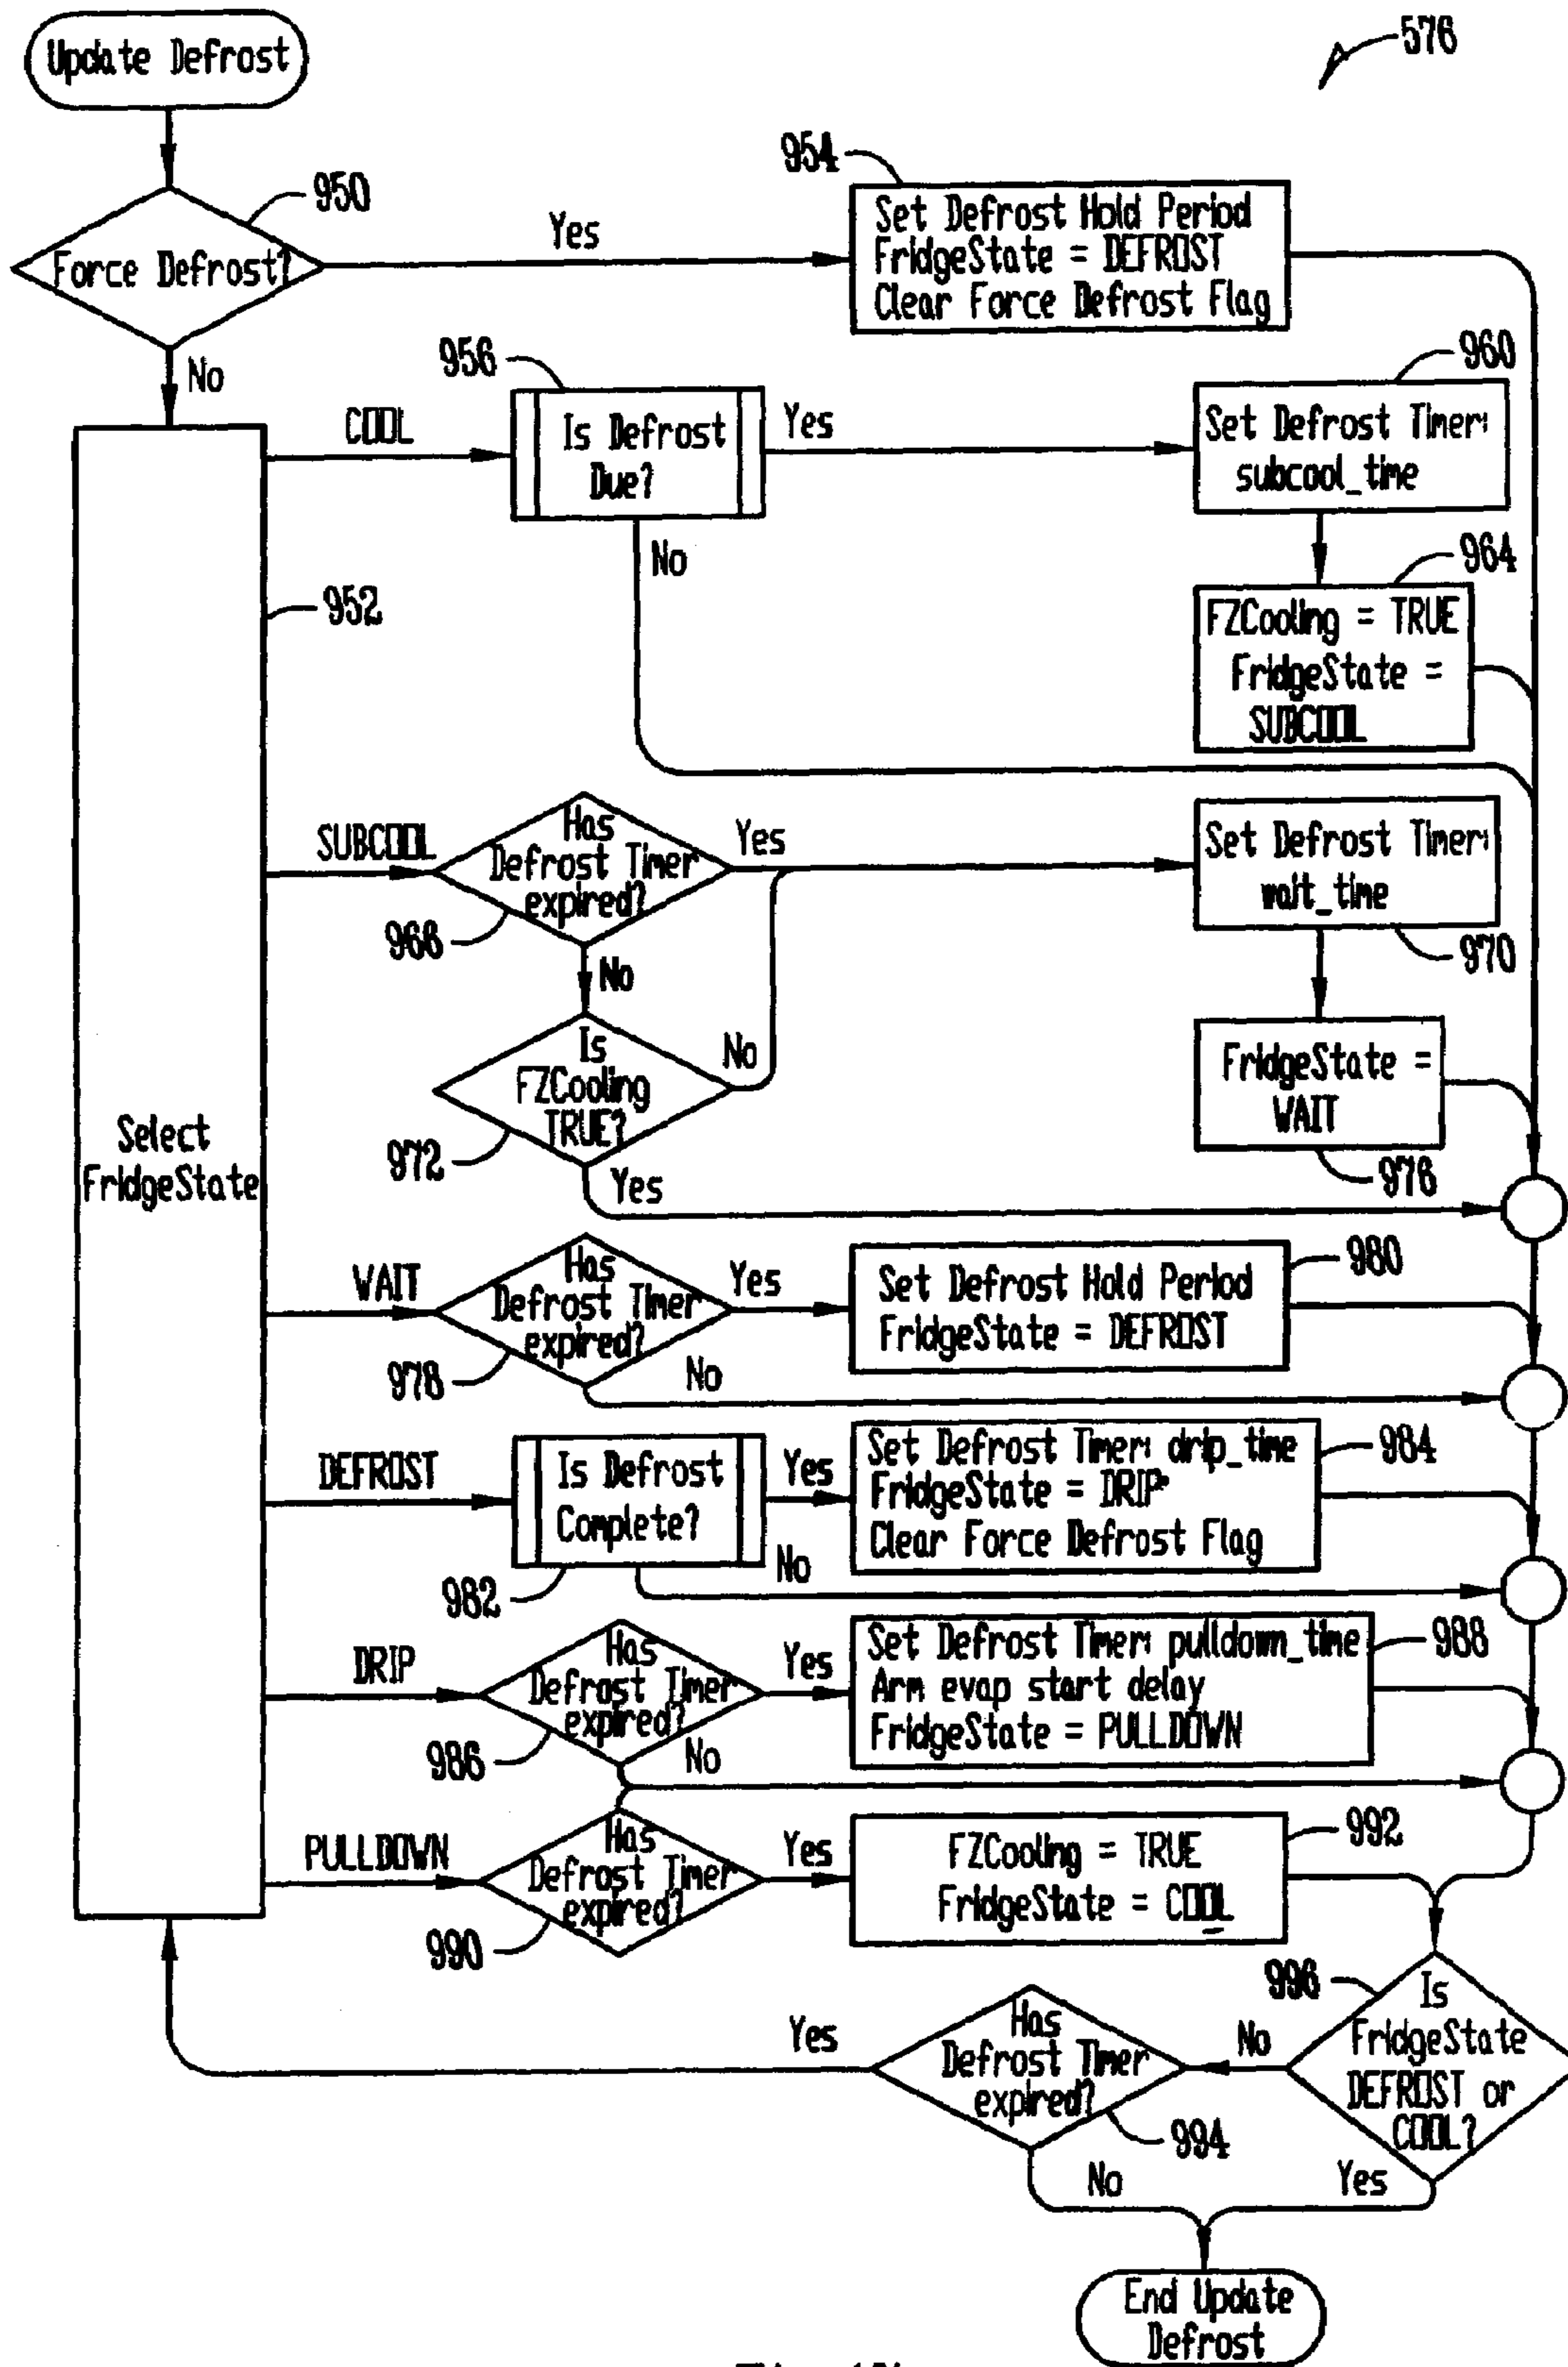 Update Defrost
576
950
Force Defrost?
Yes
No
954
Set Defrost Hold Period
FridgeState = DEFROST
Clear Force Defrost Flag
952
Select
FridgeState
COOL
956
Is Defrost
Due?
Yes
No
960
Set Defrost Timer:
subcool_time
964
FZCooling = TRUE
FridgeState =
SUBCOOL
SUBCOOL
Has
Defrost Timer
expired?
966
Yes
No
Is
FZCooling
TRUE?
972
No
Yes
Set Defrost Timer:
wait_time
970
FridgeState =
WAIT
976
WAIT
Has
Defrost Timer
expired?
978
Yes
No
980
Set Defrost Hold Period
FridgeState = DEFROST
DEFROST
Is Defrost
Complete?
982
Yes
No
984
Set Defrost Timer: drip_time
FridgeState = DRIP
Clear Force Defrost Flag
DRIP
Has
Defrost Timer
expired?
986
Yes
No
988
Set Defrost Timer: pulldown_time
Arm evap start delay
FridgeState = PULLDOWN
PULLDOWN
Has
Defrost Timer
expired?
990
Yes
992
FZCooling = TRUE
FridgeState = COOL
996
Is
FridgeState
DEFROST or
COOL?
No
Yes
Has
Defrost Timer
expired?
994
Yes
No
End Update
Defrost